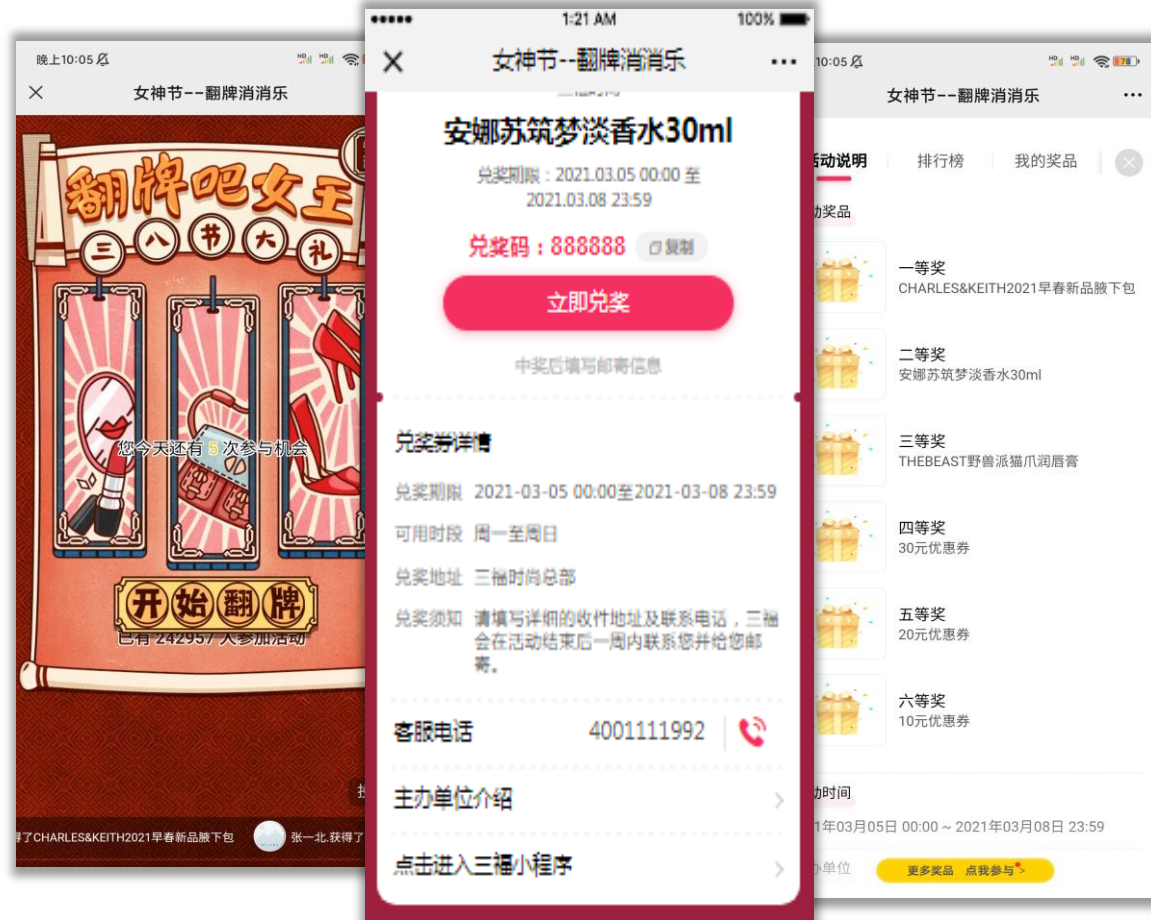 晚上10:05
女神节--翻牌消消乐
翻牌吧女王
三八节大礼
您今天还有 5 次参与机会
开始翻牌
已有 242957 人参加活动
了CHARLES&KEITH2021早春新品腋下包
张一北.获得了
1:21 AM
100%
女神节--翻牌消消乐
安娜苏筑梦淡香水30ml
兑奖期限：2021.03.05 00:00 至
2021.03.08 23:59
兑奖码：888888 复制
立即兑奖
中奖后填写邮寄信息
兑奖券详情
兑奖期限 2021-03-05 00:00至2021-03-08 23:59
可用时段 周一至周日
兑奖地址 三福时尚总部
兑奖须知 请填写详细的收件地址及联系电话，三福
会在活动结束后一周内联系您并给您邮
寄。
客服电话 4001111992
主办单位介绍
点击进入三福小程序
10:05
78
女神节--翻牌消消乐
活动说明 排行榜 我的奖品
动奖品
一等奖
CHARLES&KEITH2021早春新品腋下包
二等奖
安娜苏筑梦淡香水30ml
三等奖
THEBEAST野兽派猫爪润唇膏
四等奖
30元优惠券
五等奖
20元优惠券
六等奖
10元优惠券
动时间
1年03月05日 00:00 ~ 2021年03月08日 23:59
办单位
更多奖品 点我参与>